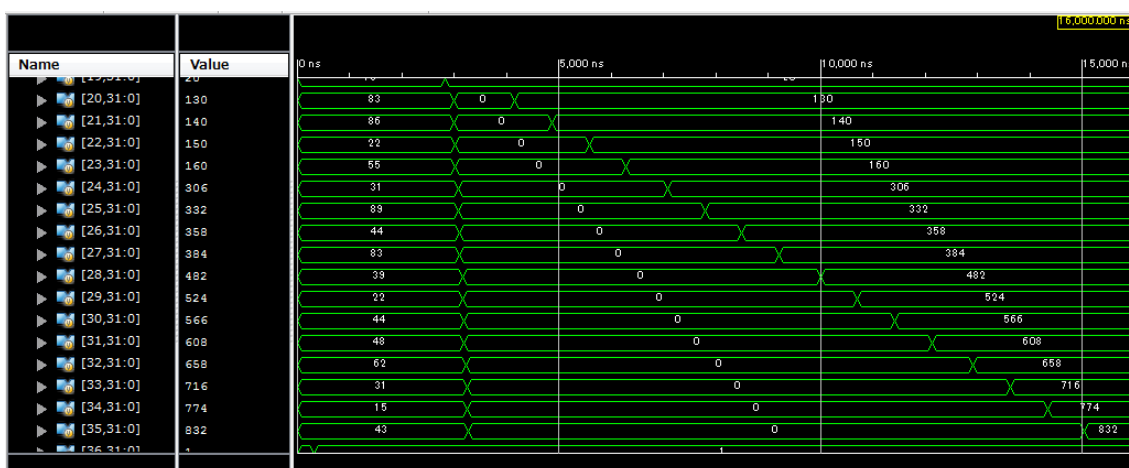 16,000.000 ns
Name Value
0 ns 5,000 ns 10,000 ns 15,000 n
[20,31:0] 130 83 0 130
[21,31:0] 140 86 0 140
[22,31:0] 150 22 0 150
[23,31:0] 160 55 0 160
[24,31:0] 306 31 0 306
[25,31:0] 332 89 0 332
[26,31:0] 358 44 0 358
[27,31:0] 384 83 0 384
[28,31:0] 482 39 0 482
[29,31:0] 524 22 0 524
[30,31:0] 566 44 0 566
[31,31:0] 608 48 0 608
[32,31:0] 658 62 0 658
[33,31:0] 716 31 0 716
[34,31:0] 774 15 0 774
[35,31:0] 832 43 0 832
[36,31:0] 1 1